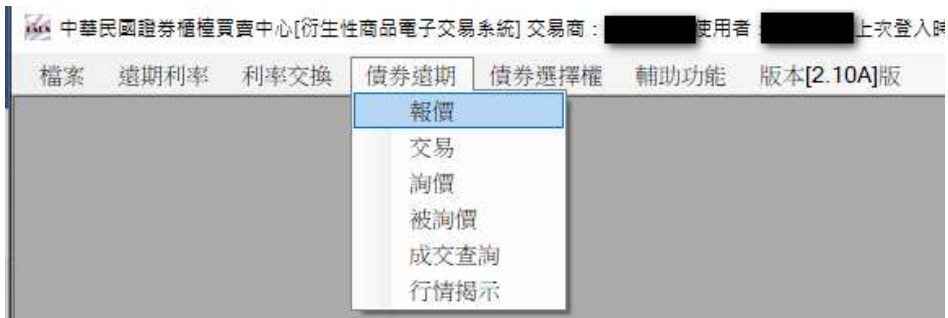 中華民國證券櫃檯買賣中心[衍生性商品電子交易系統] 交易商： 使用者： 上次登入時
檔案 遠期利率 利率交換 債券遠期 債券選擇權 輔助功能 版本[2.10A]版
報價
交易
詢價
被詢價
成交查詢
行情揭示